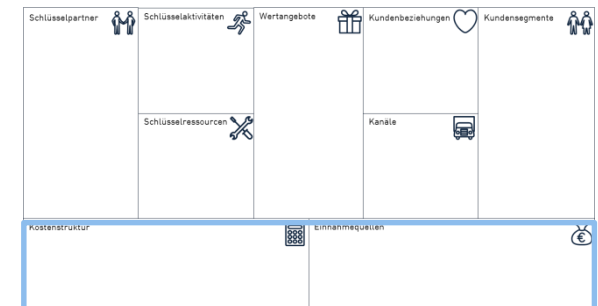 Schlüsselpartner
Schlüsselaktivitäten
Wertangebote
Kundenbeziehungen
Kundensegmente
Schlüsselressourcen
Kanäle
Kostenstruktur
Einnahmequellen
€